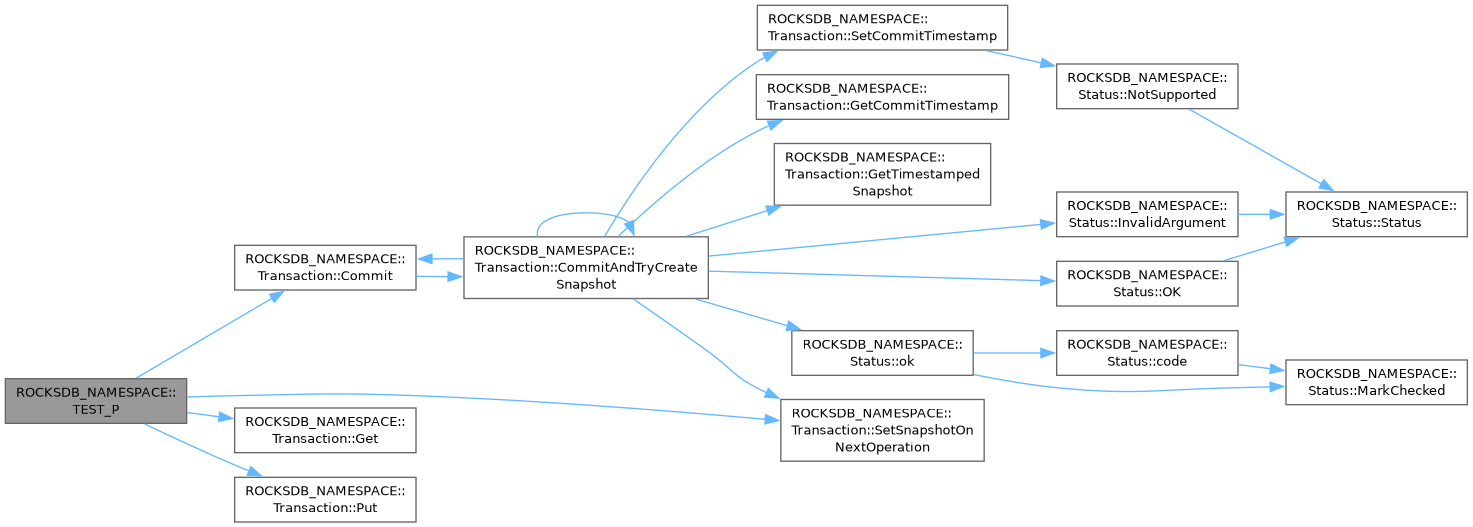 ROCKSDB_NAMESPACE::
TEST_P
ROCKSDB_NAMESPACE::
Transaction::Commit
ROCKSDB_NAMESPACE::
Transaction::Get
ROCKSDB_NAMESPACE::
Transaction::Put
ROCKSDB_NAMESPACE::
Transaction::CommitAndTryCreate
Snapshot
ROCKSDB_NAMESPACE::
Transaction::SetCommitTimestamp
ROCKSDB_NAMESPACE::
Transaction::GetCommitTimestamp
ROCKSDB_NAMESPACE::
Transaction::GetTimestamped
Snapshot
ROCKSDB_NAMESPACE::
Status::ok
ROCKSDB_NAMESPACE::
Transaction::SetSnapshotOn
NextOperation
ROCKSDB_NAMESPACE::
Status::NotSupported
ROCKSDB_NAMESPACE::
Status::InvalidArgument
ROCKSDB_NAMESPACE::
Status::OK
ROCKSDB_NAMESPACE::
Status::code
ROCKSDB_NAMESPACE::
Status::Status
ROCKSDB_NAMESPACE::
Status::MarkChecked